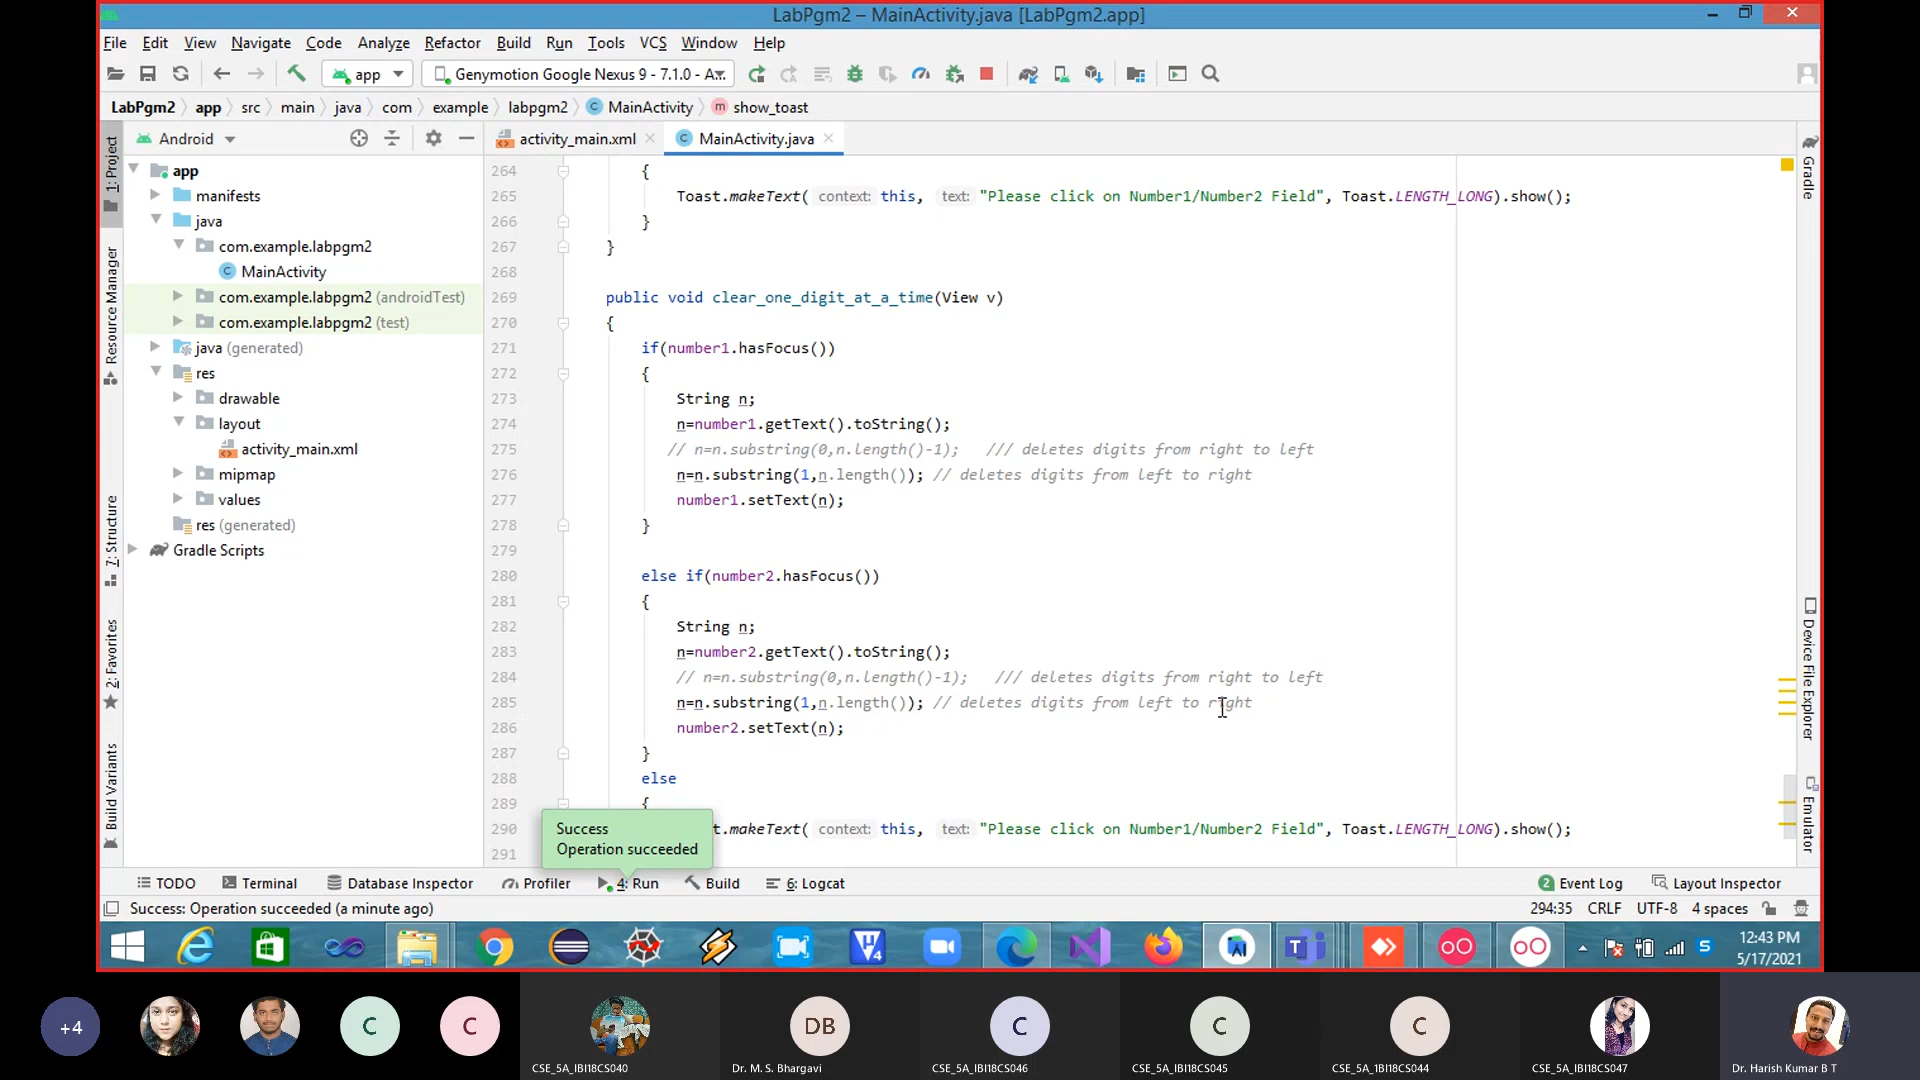 LabPgm2 – MainActivity.java [LabPgm2.app]
File Edit View Navigate Code Analyze Refactor Build Run Tools VCS Window Help
app Genymotion Google Nexus 9 - 7.1.0 - A...
LabPgm2 app src main java com example labpgm2 MainActivity show_toast
Android
activity_main.xml MainActivity.java
1: Project
Resource Manager
7: Structure
2: Favorites
Build Variants
app
manifests
java
com.example.labpgm2
MainActivity
com.example.labpgm2 (androidTest)
com.example.labpgm2 (test)
java (generated)
res
drawable
layout
activity_main.xml
mipmap
values
res (generated)
Gradle Scripts
264 {
265 Toast.makeText( context: this, text: "Please click on Number1/Number2 Field", Toast.LENGTH_LONG).show();
266 }
267 }
268
269 public void clear_one_digit_at_a_time(View v)
270 {
271 if(number1.hasFocus())
272 {
273 String n;
274 n=number1.getText().toString();
275 // n=n.substring(0,n.length()-1); /// deletes digits from right to left
276 n=n.substring(1,n.length()); // deletes digits from left to right
277 number1.setText(n);
278 }
279
280 else if(number2.hasFocus())
281 {
282 String n;
283 n=number2.getText().toString();
284 // n=n.substring(0,n.length()-1); /// deletes digits from right to left
285 n=n.substring(1,n.length()); // deletes digits from left to right
286 number2.setText(n);
287 }
288 else
289 {
290 t.makeText( context: this, text: "Please click on Number1/Number2 Field", Toast.LENGTH_LONG).show();
291
Success
Operation succeeded
Gradle
Device File Explorer
Emulator
TODO Terminal Database Inspector Profiler 4: Run Build 6: Logcat 2 Event Log Layout Inspector
Success: Operation succeeded (a minute ago) 294:35 CRLF UTF-8 4 spaces
12:43 PM
5/17/2021
+4 C C DB C C C
CSE_5A_IBI18CS040 Dr. M. S. Bhargavi CSE_5A_IBI18CS046 CSE_5A_IBI18CS045 CSE_5A_1BI18CS044 CSE_5A_IBI18CS047 Dr. Harish Kumar B T